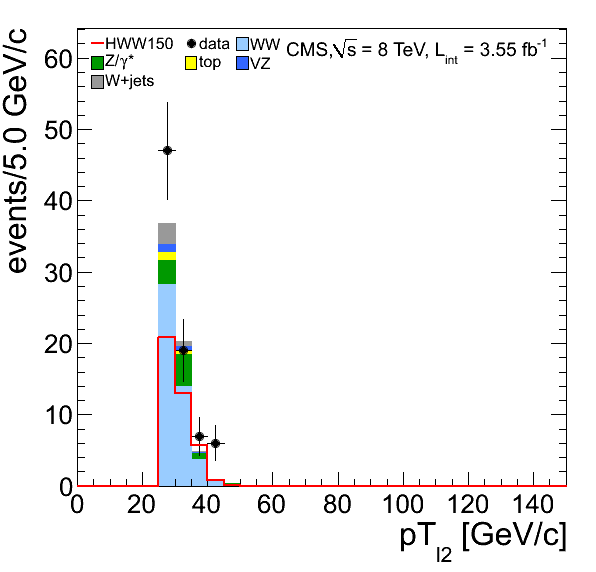 HWW150 data WW CMS,√s = 8 TeV, L_int = 3.55 fb⁻¹
Z/γ* top VZ
W+jets
events/5.0 GeV/c
60
50
40
30
20
10
0
0 20 40 60 80 100 120 140
pT_l2 [GeV/c]